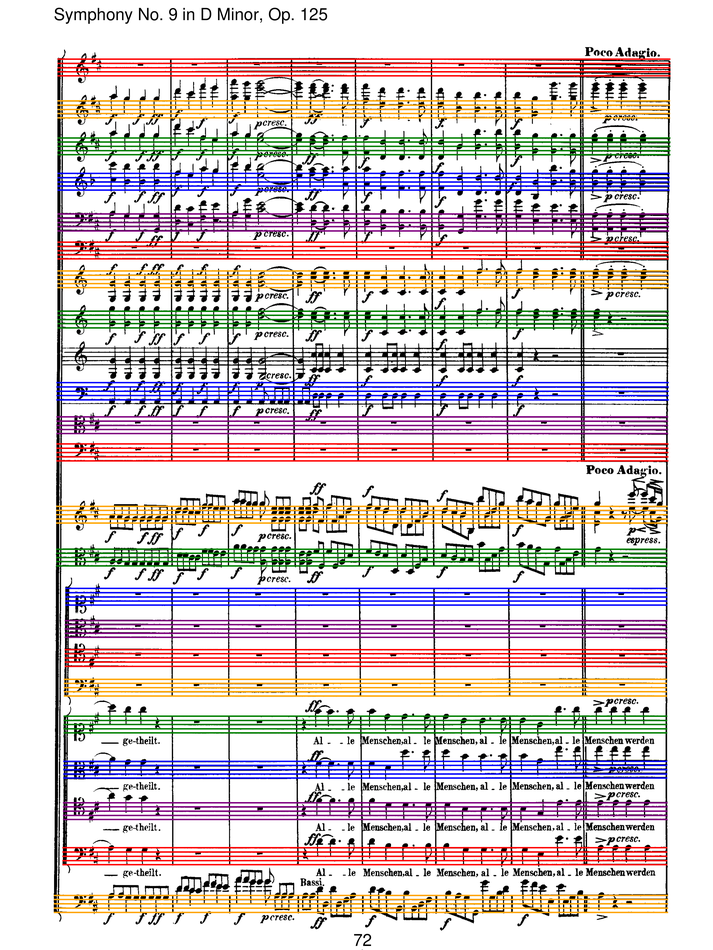 Symphony No. 9 in D Minor, Op. 125
Poco Adagio.
f f ff f f p cresc. ff f f f > p cresc.
Poco Adagio.
f f ff f f p cresc. ff f f f p espress.
ff > p cresc.
— ge-theilt. Al - - le Menschen, al - le Menschen, al - le Menschen, al - le Menschen werden
ff p cresc.
— ge-theilt. Al - - le Menschen, al - le Menschen, al - le Menschen, al - le Menschen werden
ff > p cresc.
— ge-theilt. Al - - le Menschen, al - le Menschen, al - le Menschen, al - le Menschen werden
ff > p cresc.
— ge-theilt. Al - - le Menschen, al - le Menschen, al - le Menschen, al - le Menschen werden
Bassi.
f f ff f f p cresc. ff f f f > p
72